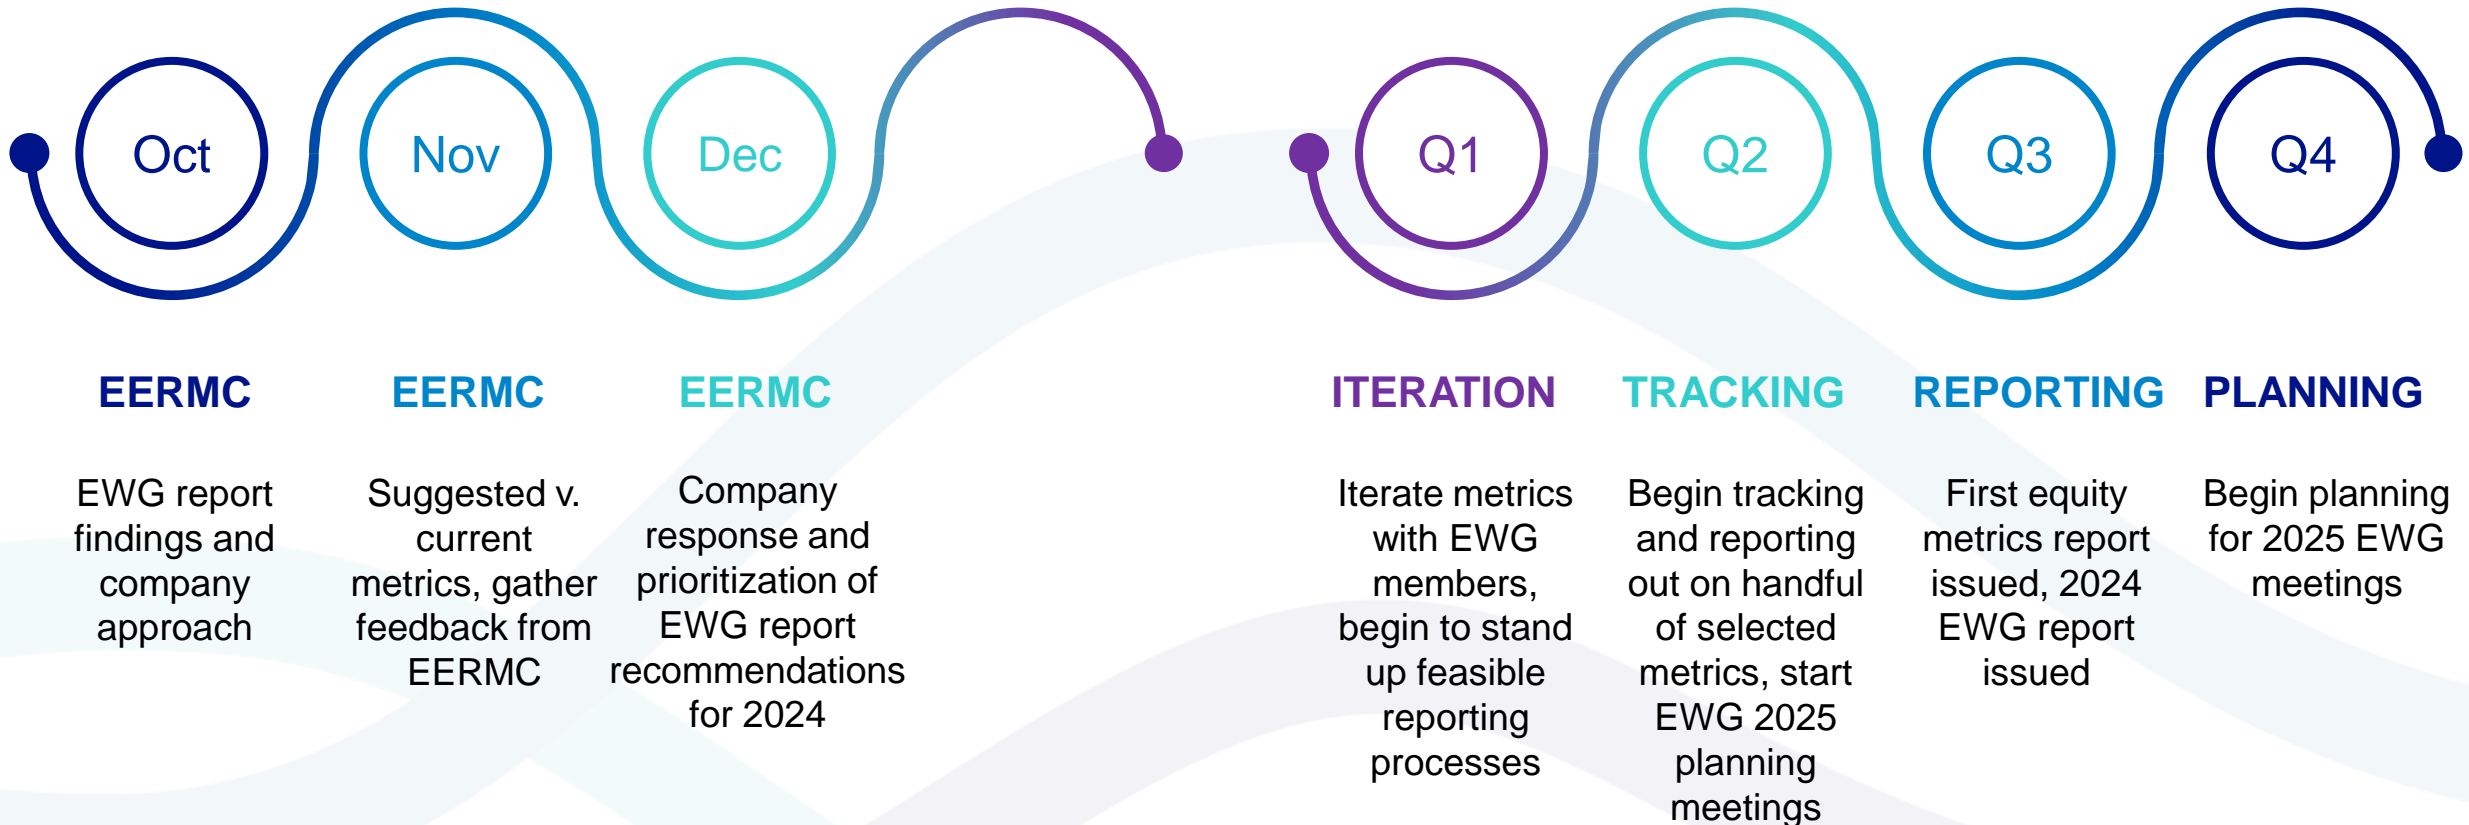 Oct
Nov
Dec
Q1
Q2
Q3
Q4
EERMC
EWG report
findings and
company
approach
EERMC
Suggested v.
current
metrics, gather
feedback from
EERMC
EERMC
Company
response and
prioritization of
EWG report
recommendations
for 2024
ITERATION
Iterate metrics
with EWG
members,
begin to stand
up feasible
reporting
processes
TRACKING
Begin tracking
and reporting
out on handful
of selected
metrics, start
EWG 2025
planning
meetings
REPORTING
First equity
metrics report
issued, 2024
EWG report
issued
PLANNING
Begin planning
for 2025 EWG
meetings